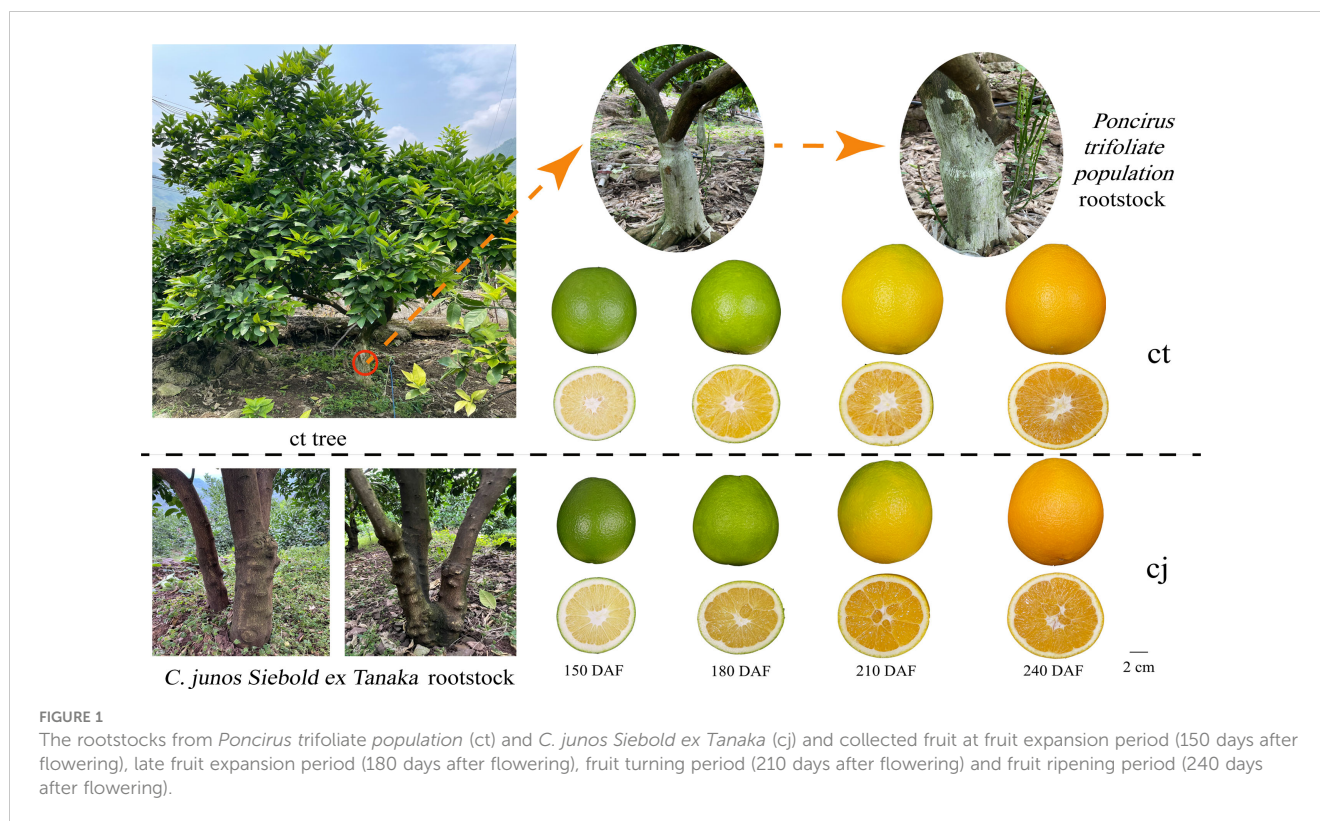 Poncirus
trifoliate
population
rootstock
ct
ct tree
cj
150 DAF
180 DAF
210 DAF
240 DAF
2 cm
C. junos Siebold ex Tanaka rootstock
FIGURE 1
The rootstocks from Poncirus trifoliate population (ct) and C. junos Siebold ex Tanaka (cj) and collected fruit at fruit expansion period (150 days after
flowering), late fruit expansion period (180 days after flowering), fruit turning period (210 days after flowering) and fruit ripening period (240 days
after flowering).